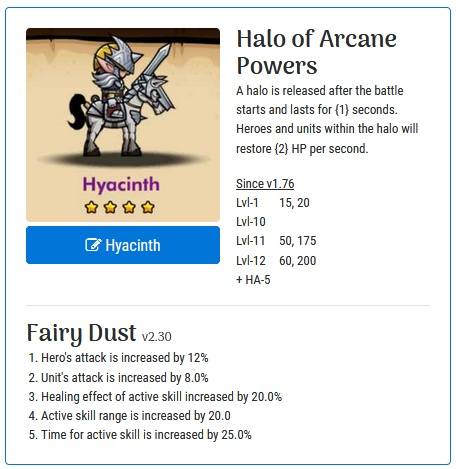 Halo of Arcane
Powers
A halo is released after the battle
starts and lasts for {1} seconds.
Heroes and units within the halo will
restore {2} HP per second.
Since v1.76
Lvl-1 15, 20
Lvl-10
Lvl-11 50, 175
Lvl-12 60, 200
+ HA-5
Hyacinth
Hyacinth
Fairy Dust v2.30
1. Hero's attack is increased by 12%
2. Unit's attack is increased by 8.0%
3. Healing effect of active skill increased by 20.0%
4. Active skill range is increased by 20.0
5. Time for active skill is increased by 25.0%